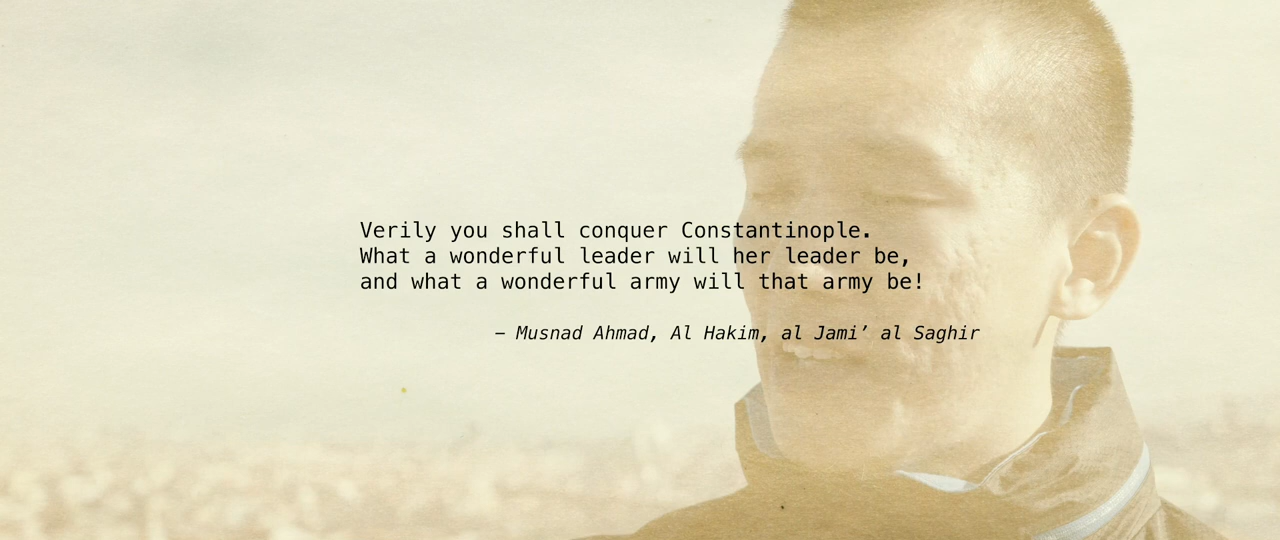 Verily you shall conquer Constantinople.
What a wonderful leader will her leader be,
and what a wonderful army will that army be!
– Musnad Ahmad, Al Hakim, al Jami’ al Saghir